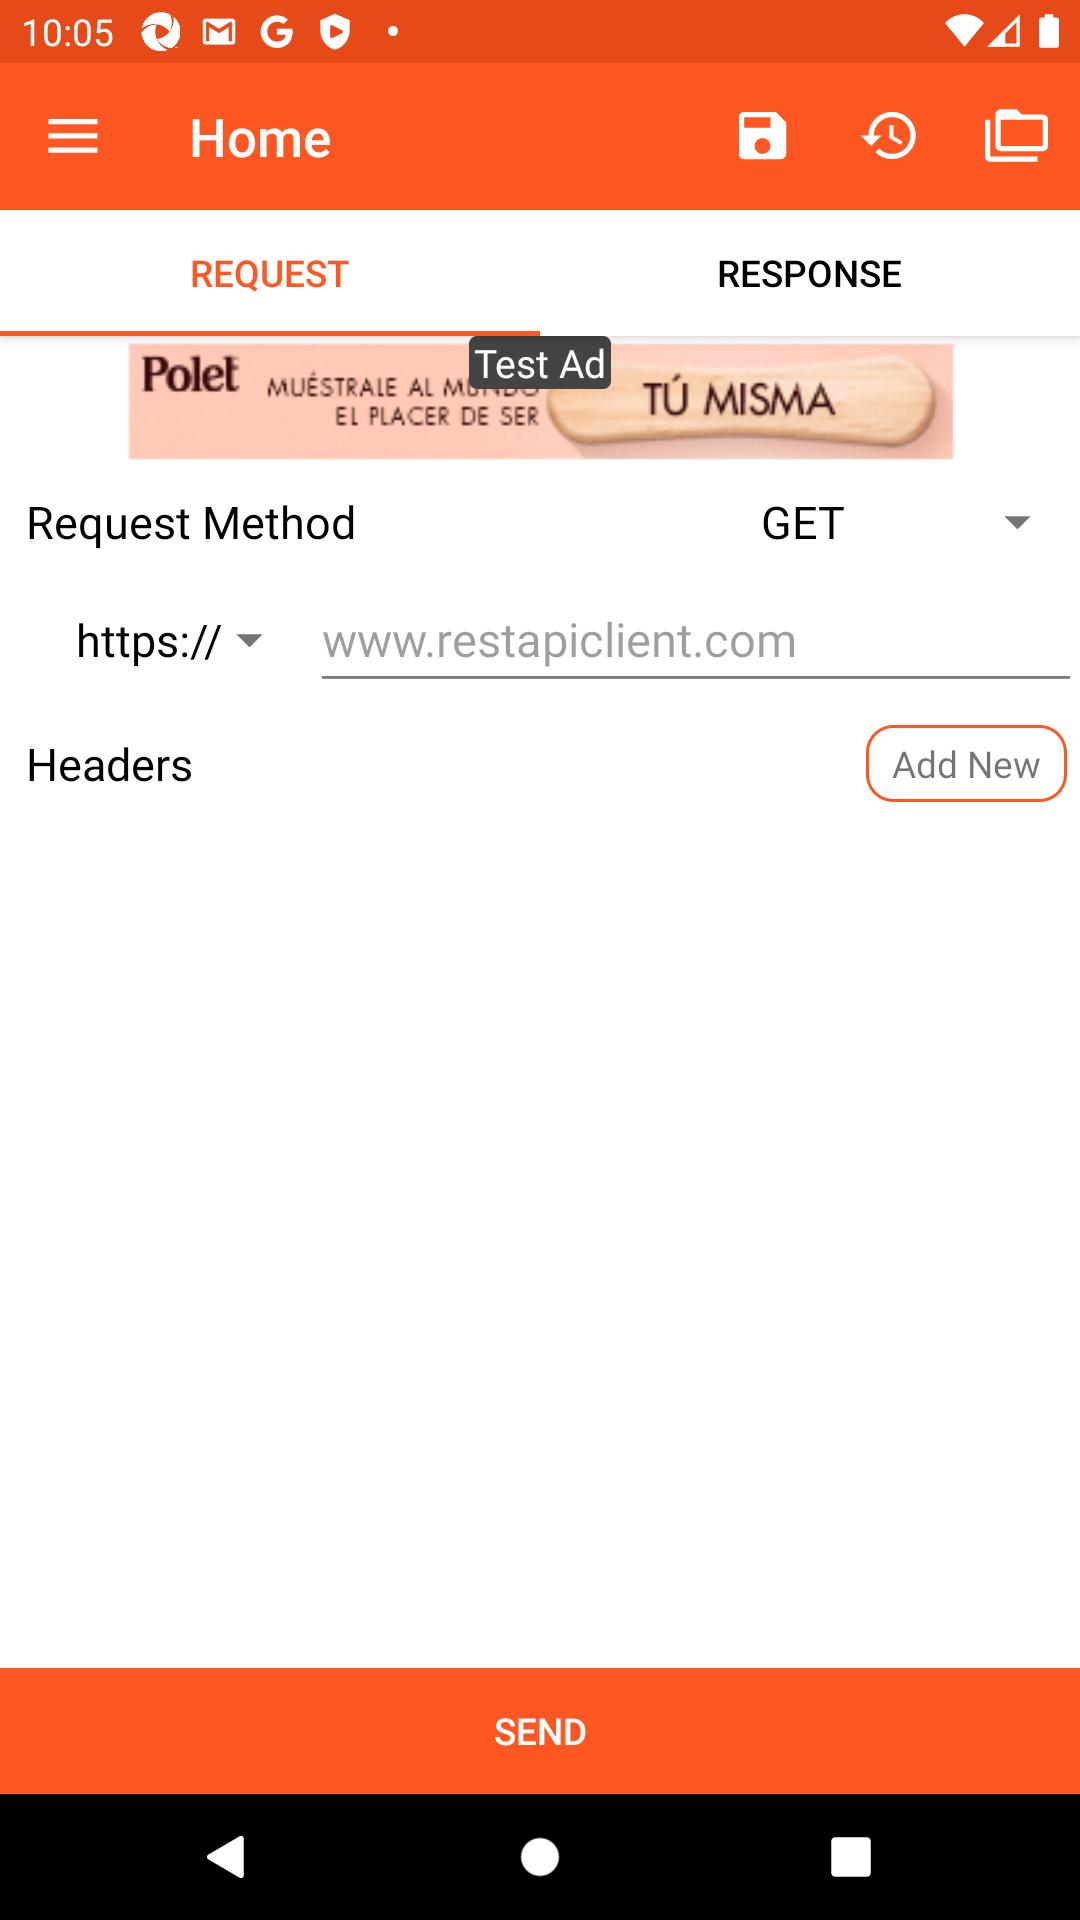 10:05
Home
REQUEST
RESPONSE
Test Ad
Polet
MUÉSTRALE AL MUNDO
EL PLACER DE SER
TÚ MISMA
Request Method
GET
https://
www.restapiclient.com
Headers
Add New
SEND